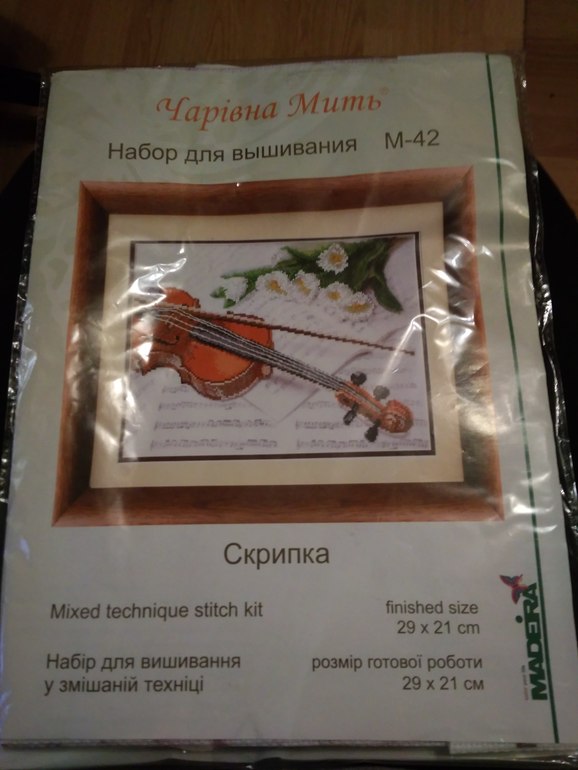 Чарівна Мить®
Набор для вышивания М-42
Скрипка
Mixed technique stitch kit
finished size
29 x 21 cm
Набір для вишивання
у змішаній техніці
розмір готової роботи
29 х 21 см
MADEIRA